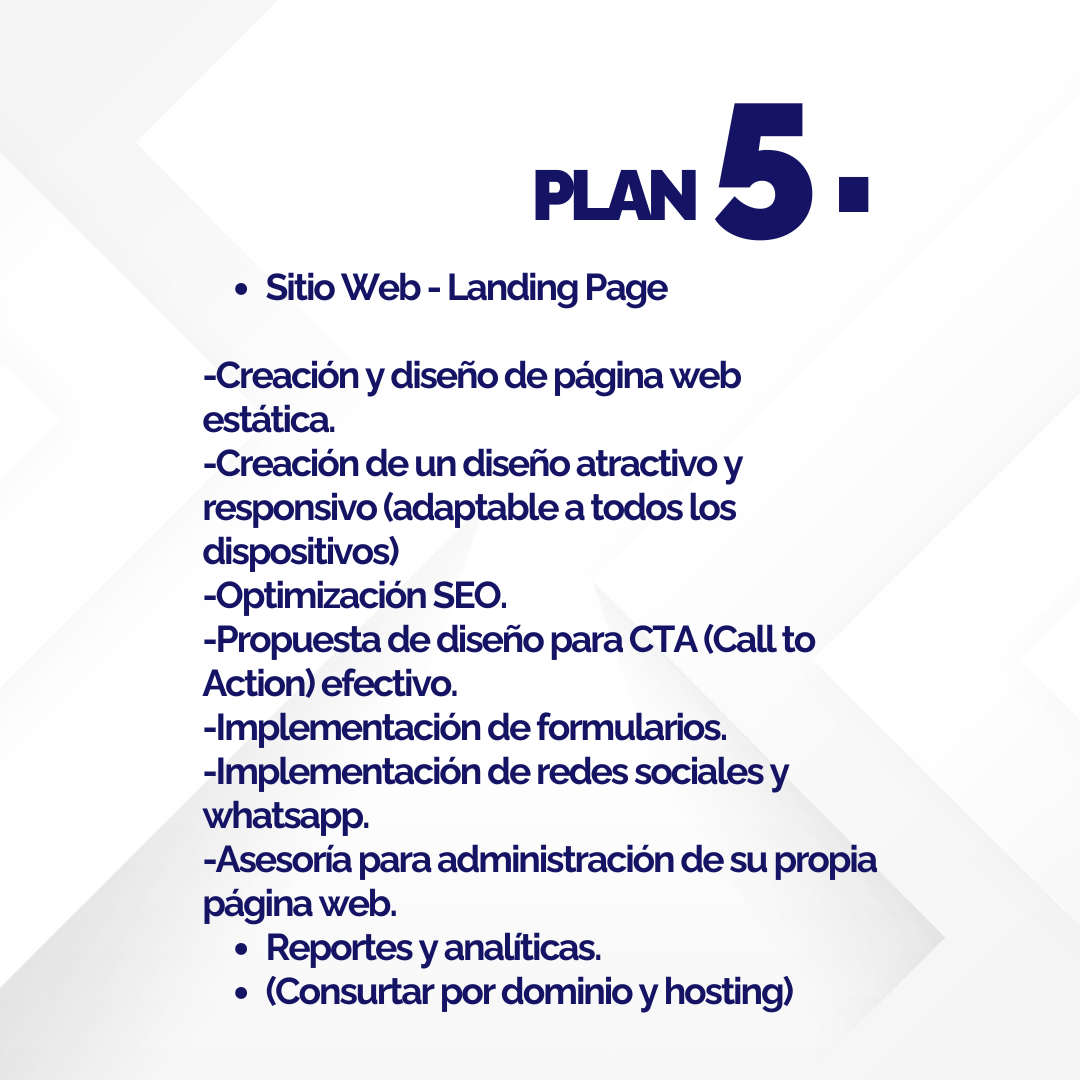 PLAN 5.
• Sitio Web - Landing Page
-Creación y diseño de página web
estática.
-Creación de un diseño atractivo y
responsivo (adaptable a todos los
dispositivos)
-Optimización SEO.
-Propuesta de diseño para CTA (Call to
Action) efectivo.
-Implementación de formularios.
-Implementación de redes sociales y
whatsapp.
-Asesoría para administración de su propia
página web.
• Reportes y analíticas.
• (Consurtar por dominio y hosting)